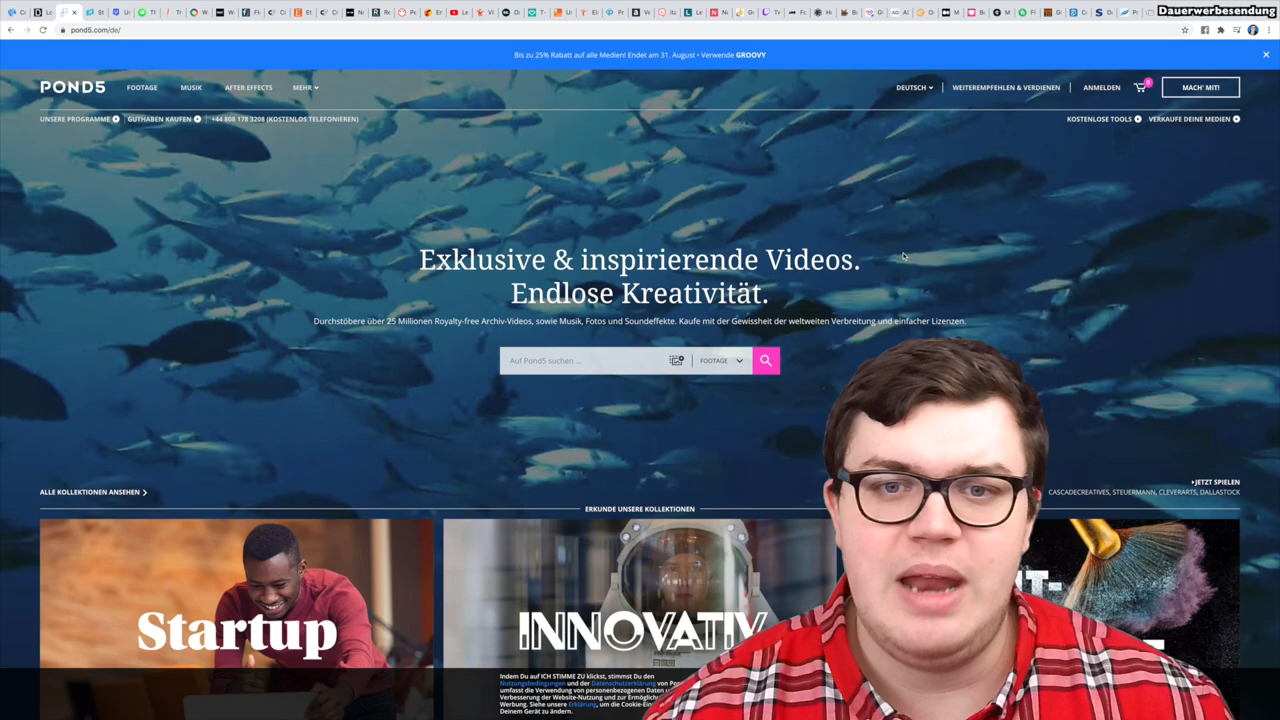 Dauerwerbesendung
pond5.com/de/
Bis zu 25% Rabatt auf alle Medien! Endet am 31. August • Verwende GROOVY
POND5
FOOTAGE
MUSIK
AFTER EFFECTS
MEHR
DEUTSCH
WEITEREMPFEHLEN & VERDIENEN
ANMELDEN
0
MACH' MIT!
UNSERE PROGRAMME
GUTHABEN KAUFEN
+44 808 178 3208 (KOSTENLOS TELEFONIEREN)
KOSTENLOSE TOOLS
VERKAUFE DEINE MEDIEN
Exklusive & inspirierende Videos.
Endlose Kreativität.
Durchstöbere über 25 Millionen Royalty-free Archiv-Videos, sowie Musik, Fotos und Soundeffekte. Kaufe mit der Gewissheit der weltweiten Verbreitung und einfacher Lizenzen.
Auf Pond5 suchen ...
FOOTAGE
JETZT SPIELEN
ALLE KOLLEKTIONEN ANSEHEN
CASCADECREATIVES, STEUERMANN, CLEVERARTS, DALLASTOCK
ERKUNDE UNSERE KOLLEKTIONEN
Startup
INNOVATIV
Indem Du auf ICH STIMME ZU klickst, stimmst Du den
Nutzungsbedingungen und der Datenschutzerklärung von
umfasst die Verwendung von personenbezogenen Daten
Verbesserung der Website-Nutzung und zur
Werbung. Siehe unsere Erklärung, um die
Deinem Gerät zu ändern.